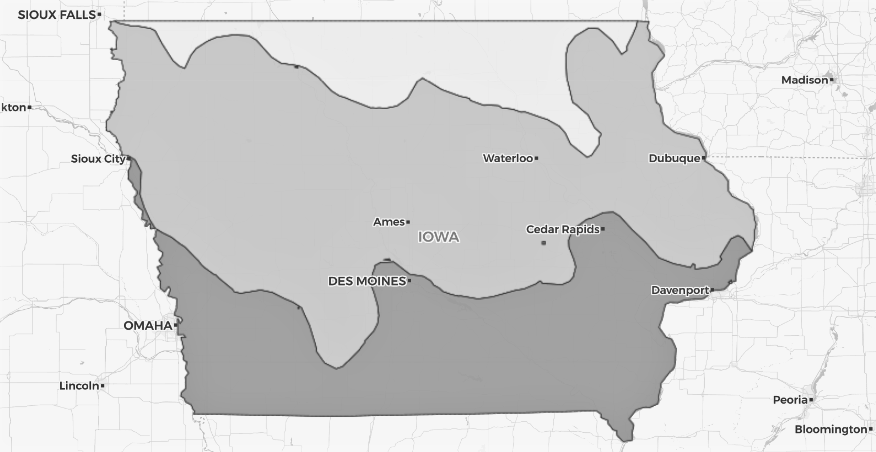 SIOUX FALLS
Madison
kton
Sioux City
Waterloo
Dubuque
Ames
IOWA
Cedar Rapids
DES MOINES
Davenport
OMAHA
Lincoln
Peoria
Bloomington